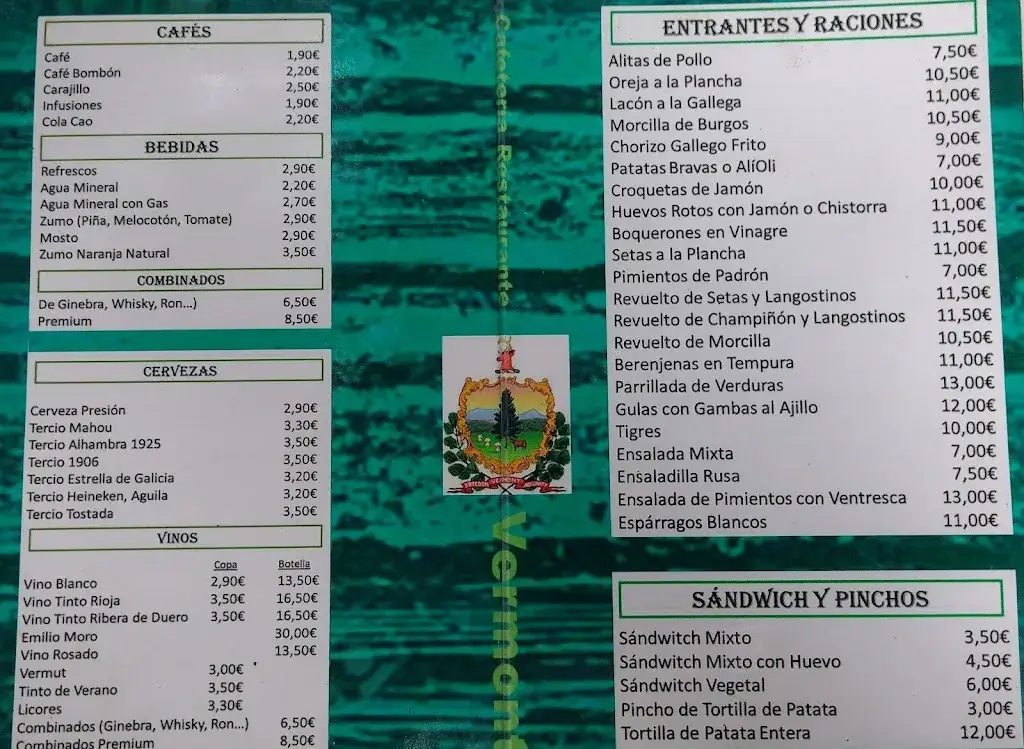 CAFÉS
Café 1,90€
Café Bombón 2,20€
Carajillo 2,50€
Infusiones 1,90€
Cola Cao 2,20€
BEBIDAS
Refrescos 2,90€
Agua Mineral 2,20€
Agua Mineral con Gas 2,70€
Zumo (Piña, Melocotón, Tomate) 2,90€
Mosto 2,90€
Zumo Naranja Natural 3,50€
COMBINADOS
De Ginebra, Whisky, Ron...) 6,50€
Premium 8,50€
CERVEZAS
Cerveza Presión 2,90€
Tercio Mahou 3,30€
Tercio Alhambra 1925 3,50€
Tercio 1906 3,50€
Tercio Estrella de Galicia 3,20€
Tercio Heineken, Aguila 3,20€
Tercio Tostada 3,50€
VINOS
Copa Botella
Vino Blanco 2,90€ 13,50€
Vino Tinto Rioja 3,50€ 16,50€
Vino Tinto Ribera de Duero 3,50€ 16,50€
Emilio Moro 30,00€
Vino Rosado 13,50€
Vermut 3,00€
Tinto de Verano 3,50€
Licores 3,30€
Combinados (Ginebra, Whisky, Ron...) 6,50€
Combinados Premium 8,50€
Restaurante
Vermont
FREEDOM VERMONT AND UNITY
ENTRANTES Y RACIONES
Alitas de Pollo 7,50€
Oreja a la Plancha 10,50€
Lacón a la Gallega 11,00€
Morcilla de Burgos 10,50€
Chorizo Gallego Frito 9,00€
Patatas Bravas o AlíOli 7,00€
Croquetas de Jamón 10,00€
Huevos Rotos con Jamón o Chistorra 11,00€
Boquerones en Vinagre 11,50€
Setas a la Plancha 11,00€
Pimientos de Padrón 7,00€
Revuelto de Setas y Langostinos 11,50€
Revuelto de Champiñón y Langostinos 11,50€
Revuelto de Morcilla 10,50€
Berenjenas en Tempura 11,00€
Parrillada de Verduras 13,00€
Gulas con Gambas al Ajillo 12,00€
Tigres 10,00€
Ensalada Mixta 7,00€
Ensaladilla Rusa 7,50€
Ensalada de Pimientos con Ventresca 13,00€
Espárragos Blancos 11,00€
SÁNDWICH Y PINCHOS
Sándwitch Mixto 3,50€
Sándwitch Mixto con Huevo 4,50€
Sándwitch Vegetal 6,00€
Pincho de Tortilla de Patata 3,00€
Tortilla de Patata Entera 12,00€